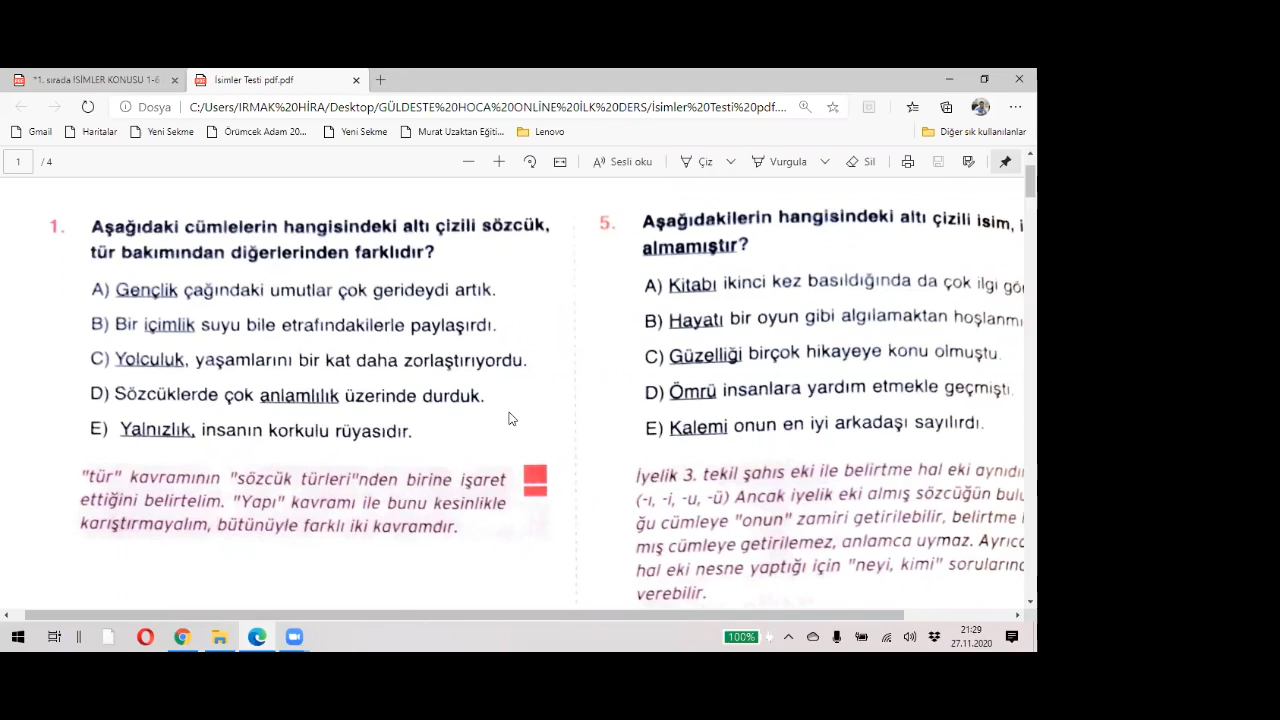 *1. sırada İSİMLER KONUSU 1-6
İsimler Testi pdf.pdf
Dosya
C:/Users/IRMAK%20HİRA/Desktop/GÜLDESTE%20HOCA%20ONLİNE%20İLK%20DERS/İsimler%20Testi%20pdf....
Gmail
Haritalar
Yeni Sekme
Örümcek Adam 20...
Yeni Sekme
Murat Uzaktan Eğiti...
Lenovo
Diğer sık kullanılanlar
1 / 4
Sesli oku
Çiz
Vurgula
Sil
1. Aşağıdaki cümlelerin hangisindeki altı çizili sözcük,
tür bakımından diğerlerinden farklıdır?
A) Gençlik çağındaki umutlar çok gerideydi artık.
B) Bir içimlik suyu bile etrafındakilerle paylaşırdı.
C) Yolculuk, yaşamlarını bir kat daha zorlaştırıyordu.
D) Sözcüklerde çok anlamlılık üzerinde durduk.
E) Yalnızlık, insanın korkulu rüyasıdır.
"tür" kavramının "sözcük türleri"nden birine işaret
ettiğini belirtelim. "Yapı" kavramı ile bunu kesinlikle
karıştırmayalım, bütünüyle farklı iki kavramdır.
5. Aşağıdakilerin hangisindeki altı çizili isim, i
almamıştır?
A) Kitabı ikinci kez basıldığında da çok ilgi gör
B) Hayatı bir oyun gibi algılamaktan hoşlanmı
C) Güzelliği birçok hikayeye konu olmuştu.
D) Ömrü insanlara yardım etmekle geçmişti.
E) Kalemi onun en iyi arkadaşı sayılırdı.
İyelik 3. tekil şahıs eki ile belirtme hal eki aynıdı
(-ı, -i, -u, -ü) Ancak iyelik eki almış sözcüğün bulu
ğu cümleye "onun" zamiri getirilebilir, belirtme
mış cümleye getirilemez, anlamca uymaz. Ayrıca
hal eki nesne yaptığı için "neyi, kimi" sorularına
verebilir.
100%
21:29
27.11.2020